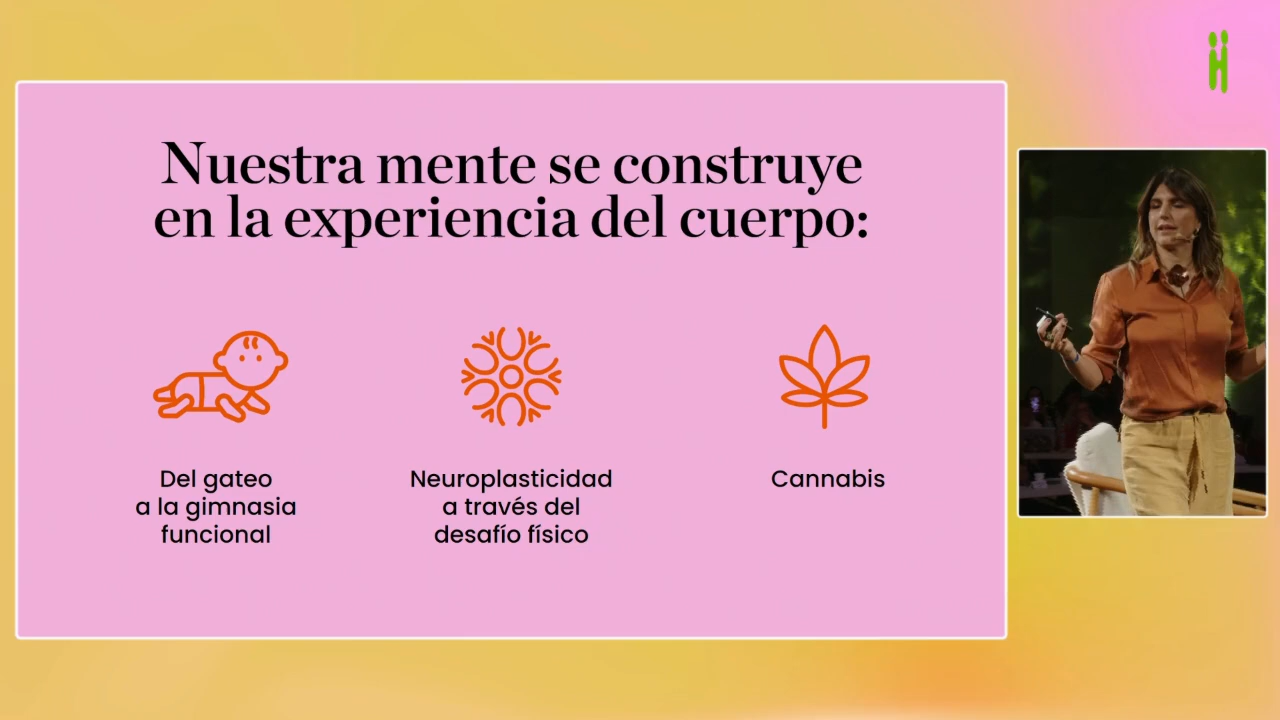 Nuestra mente se construye
en la experiencia del cuerpo:
Del gateo
a la gimnasia
funcional
Neuroplasticidad
a través del
desafío físico
Cannabis